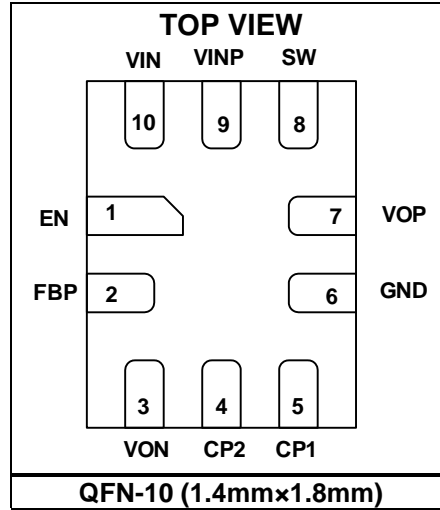 TOP VIEW
VIN VINP SW
10 9 8
EN 1 7 VOP
FBP 2 6 GND
3 4 5
VON CP2 CP1
QFN-10 (1.4mm×1.8mm)